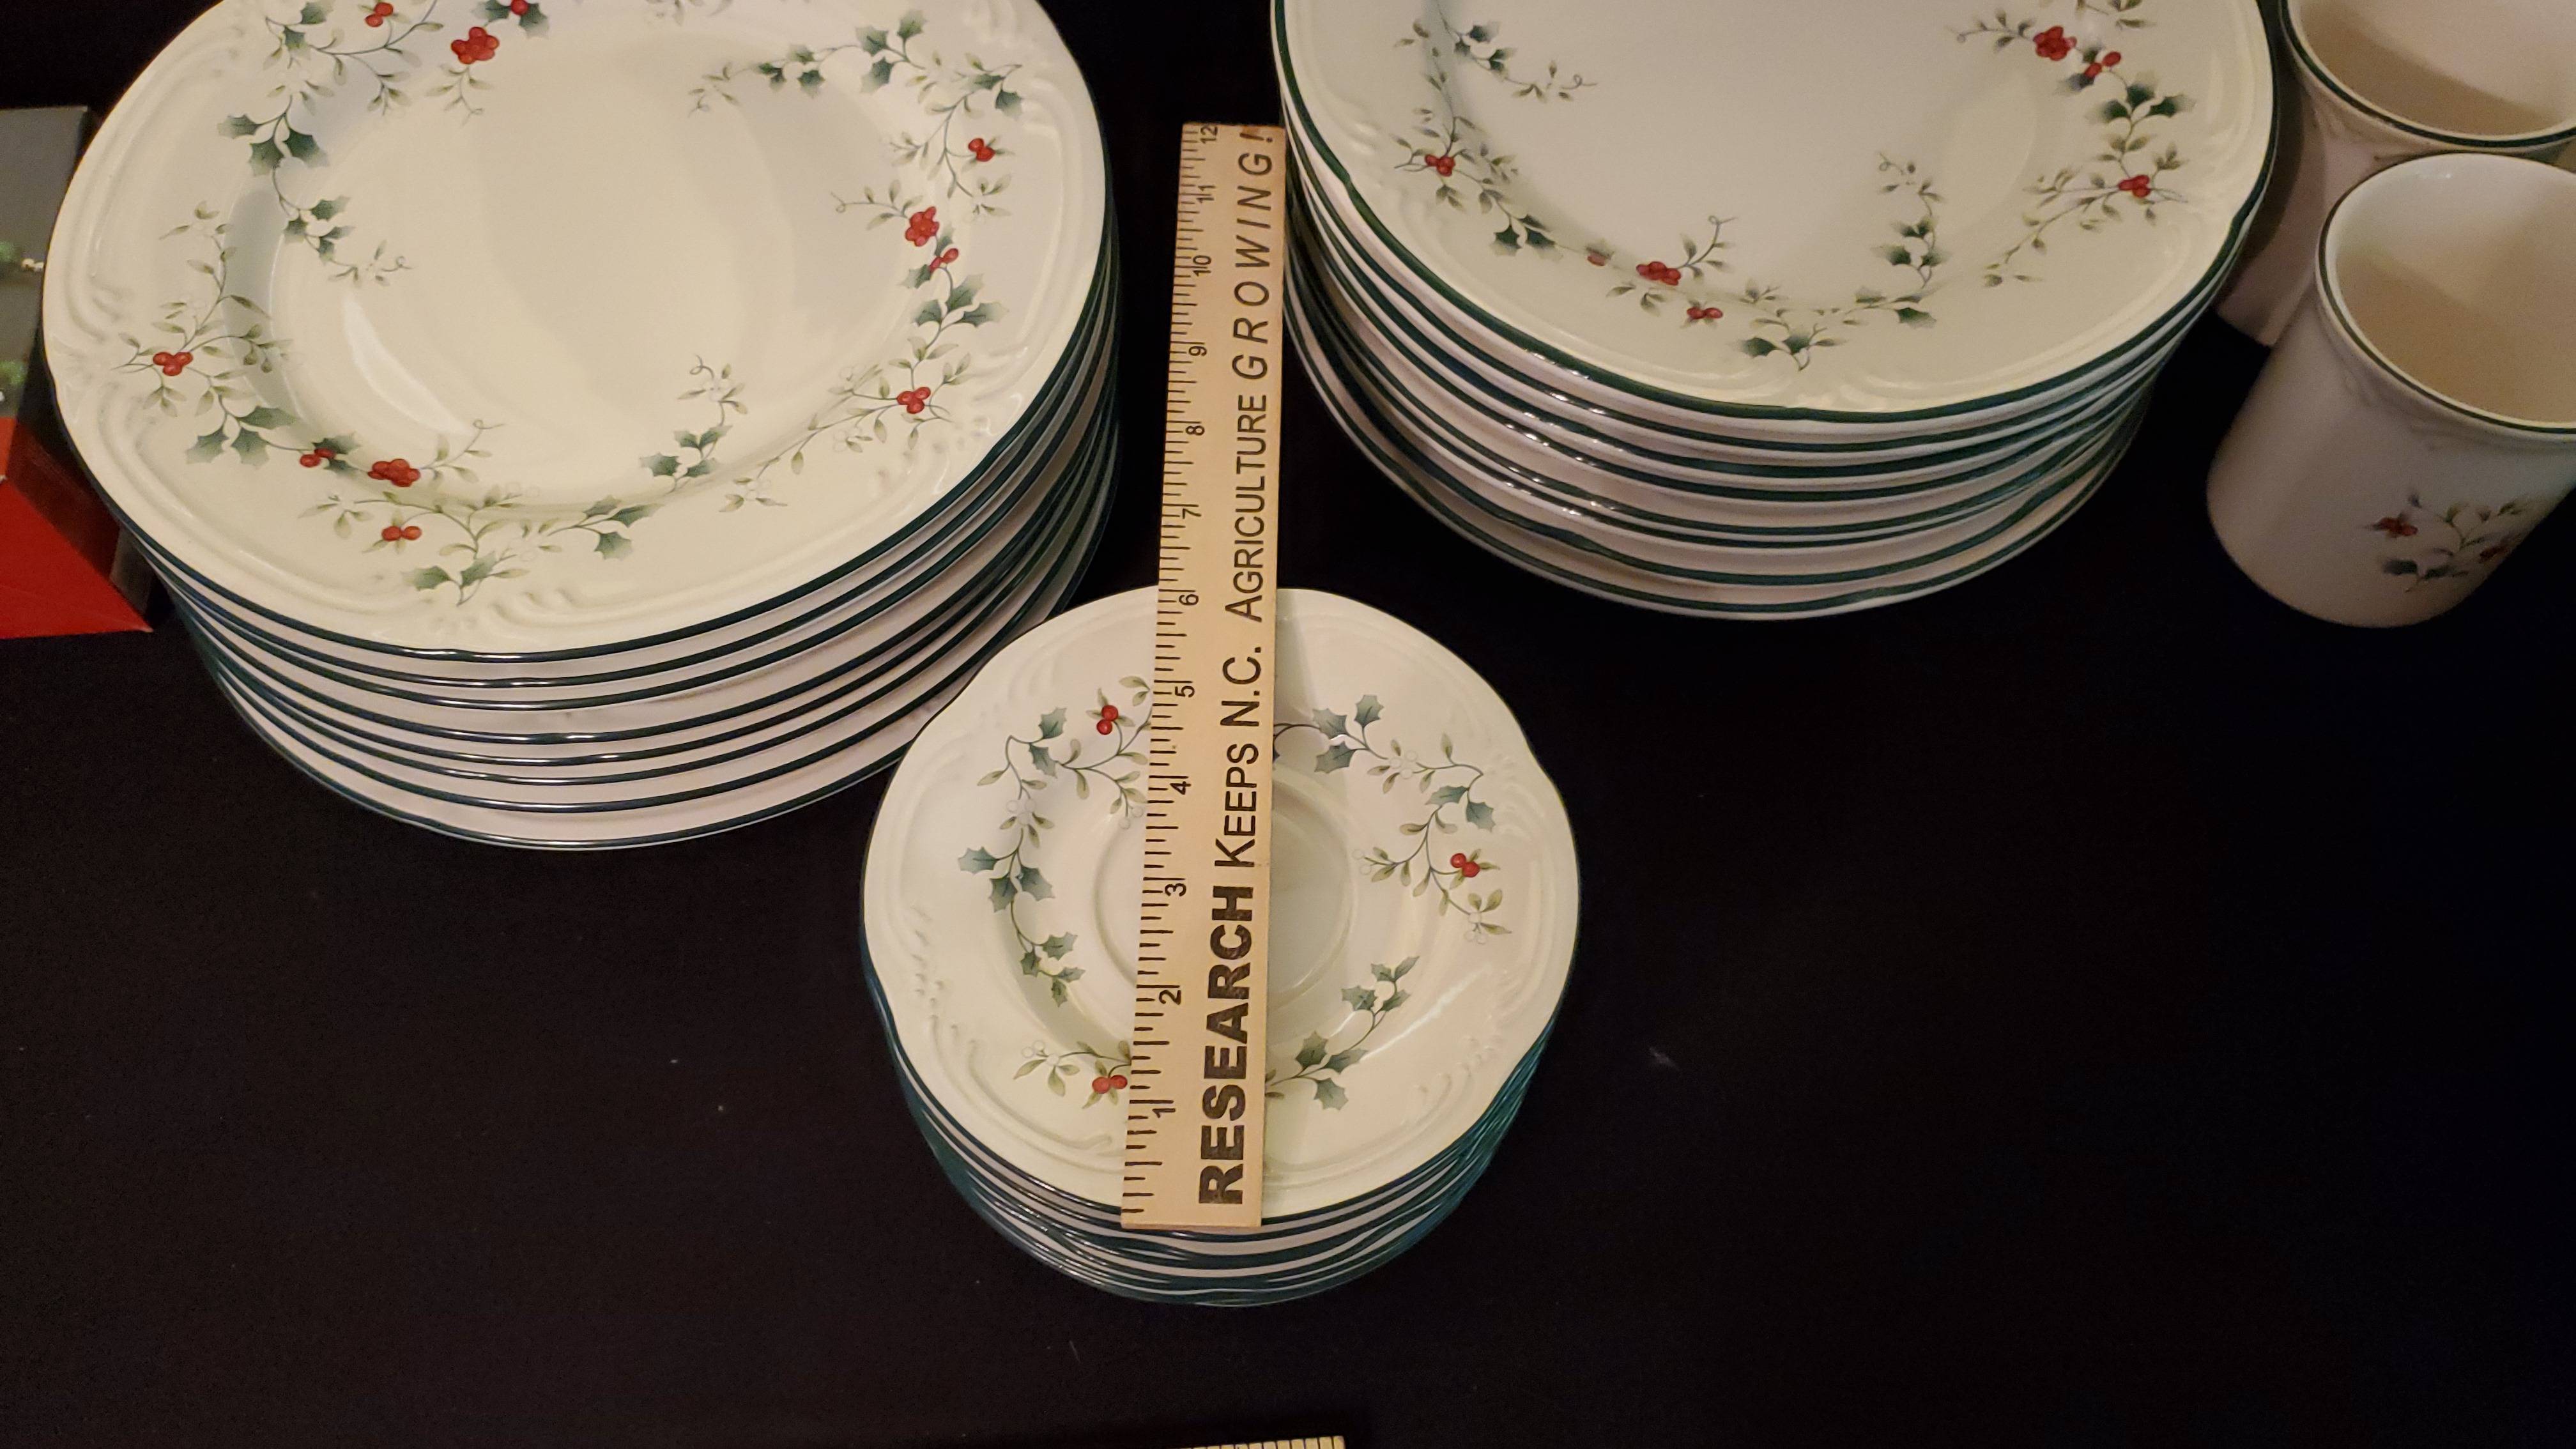 RESEARCH KEEPS N.C. AGRICULTURE GROWING!
1 2 3 4 5 6 7 8 9 10 11 12